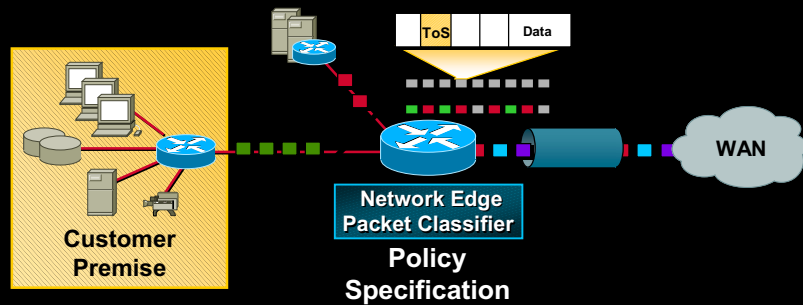 ToS Data
WAN
Network Edge
Packet Classifier
Customer
Premise
Policy
Specification